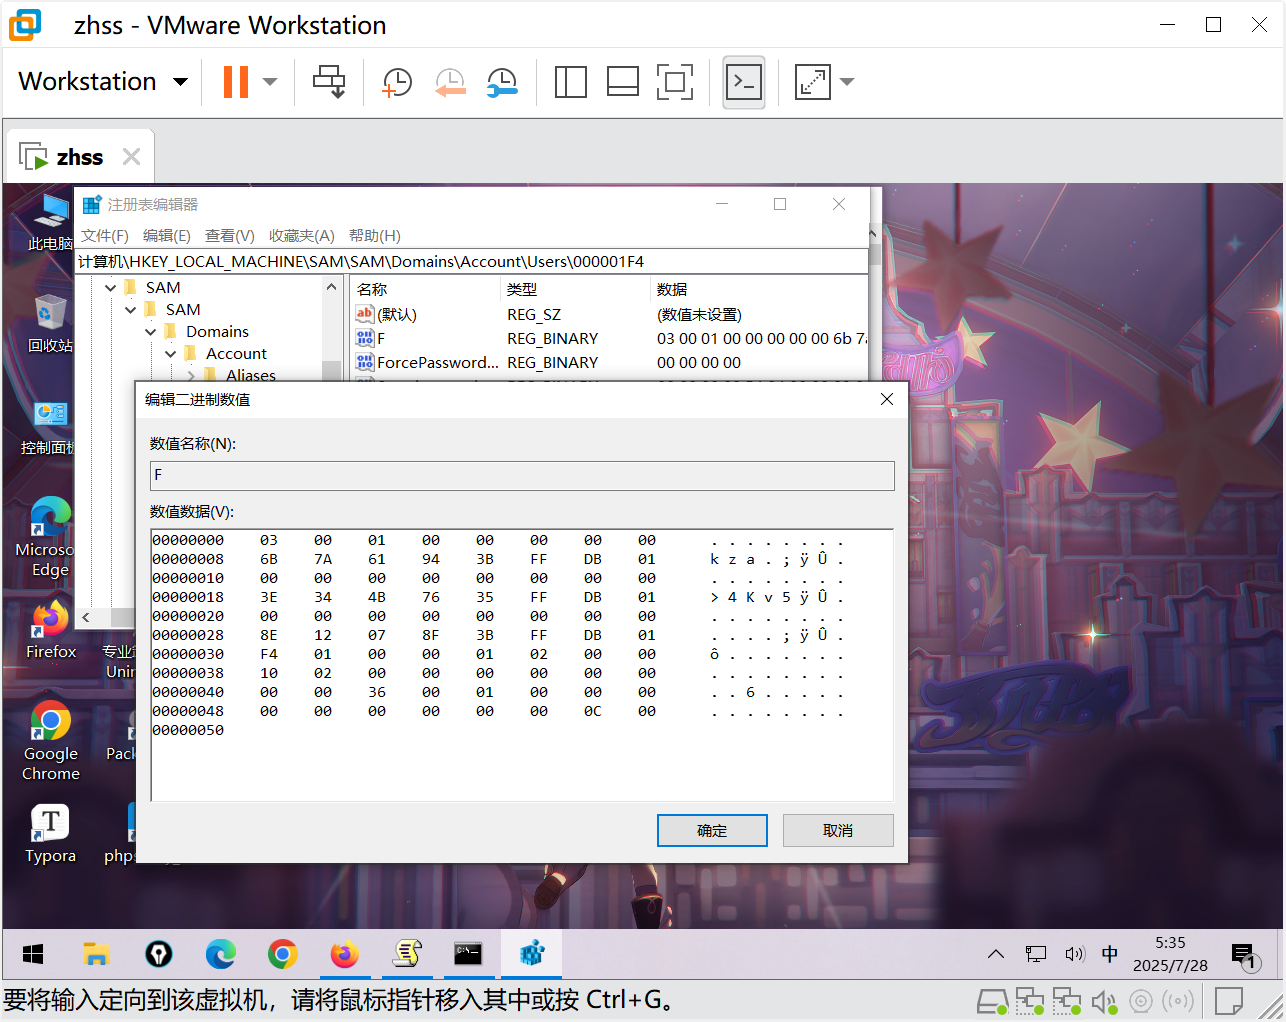 zhss - VMware Workstation
Workstation
zhss
此电脑
回收站
控制面板
Microso
Edge
Firefox
Google
Chrome
Typora
专业
Unin
Pack
phps
注册表编辑器
文件(F) 编辑(E) 查看(V) 收藏夹(A) 帮助(H)
计算机\HKEY_LOCAL_MACHINE\SAM\SAM\Domains\Account\Users\000001F4
SAM
SAM
Domains
Account
Aliases
名称 类型 数据
(默认) REG_SZ (数值未设置)
F REG_BINARY 03 00 01 00 00 00 00 00 6b 7a
ForcePassword... REG_BINARY 00 00 00 00
编辑二进制数值
数值名称(N):
F
数值数据(V):
00000000 03 00 01 00 00 00 00 00 . . . . . . . .
00000008 6B 7A 61 94 3B FF DB 01 k z a . ; ÿ Û .
00000010 00 00 00 00 00 00 00 00 . . . . . . . .
00000018 3E 34 4B 76 35 FF DB 01 > 4 K v 5 ÿ Û .
00000020 00 00 00 00 00 00 00 00 . . . . . . . .
00000028 8E 12 07 8F 3B FF DB 01 . . . . ; ÿ Û .
00000030 F4 01 00 00 01 02 00 00 ô . . . . . . .
00000038 10 02 00 00 00 00 00 00 . . . . . . . .
00000040 00 00 36 00 01 00 00 00 . . 6 . . . . .
00000048 00 00 00 00 00 00 0C 00 . . . . . . . .
00000050
确定 取消
中
5:35
2025/7/28
1
要将输入定向到该虚拟机，请将鼠标指针移入其中或按 Ctrl+G。